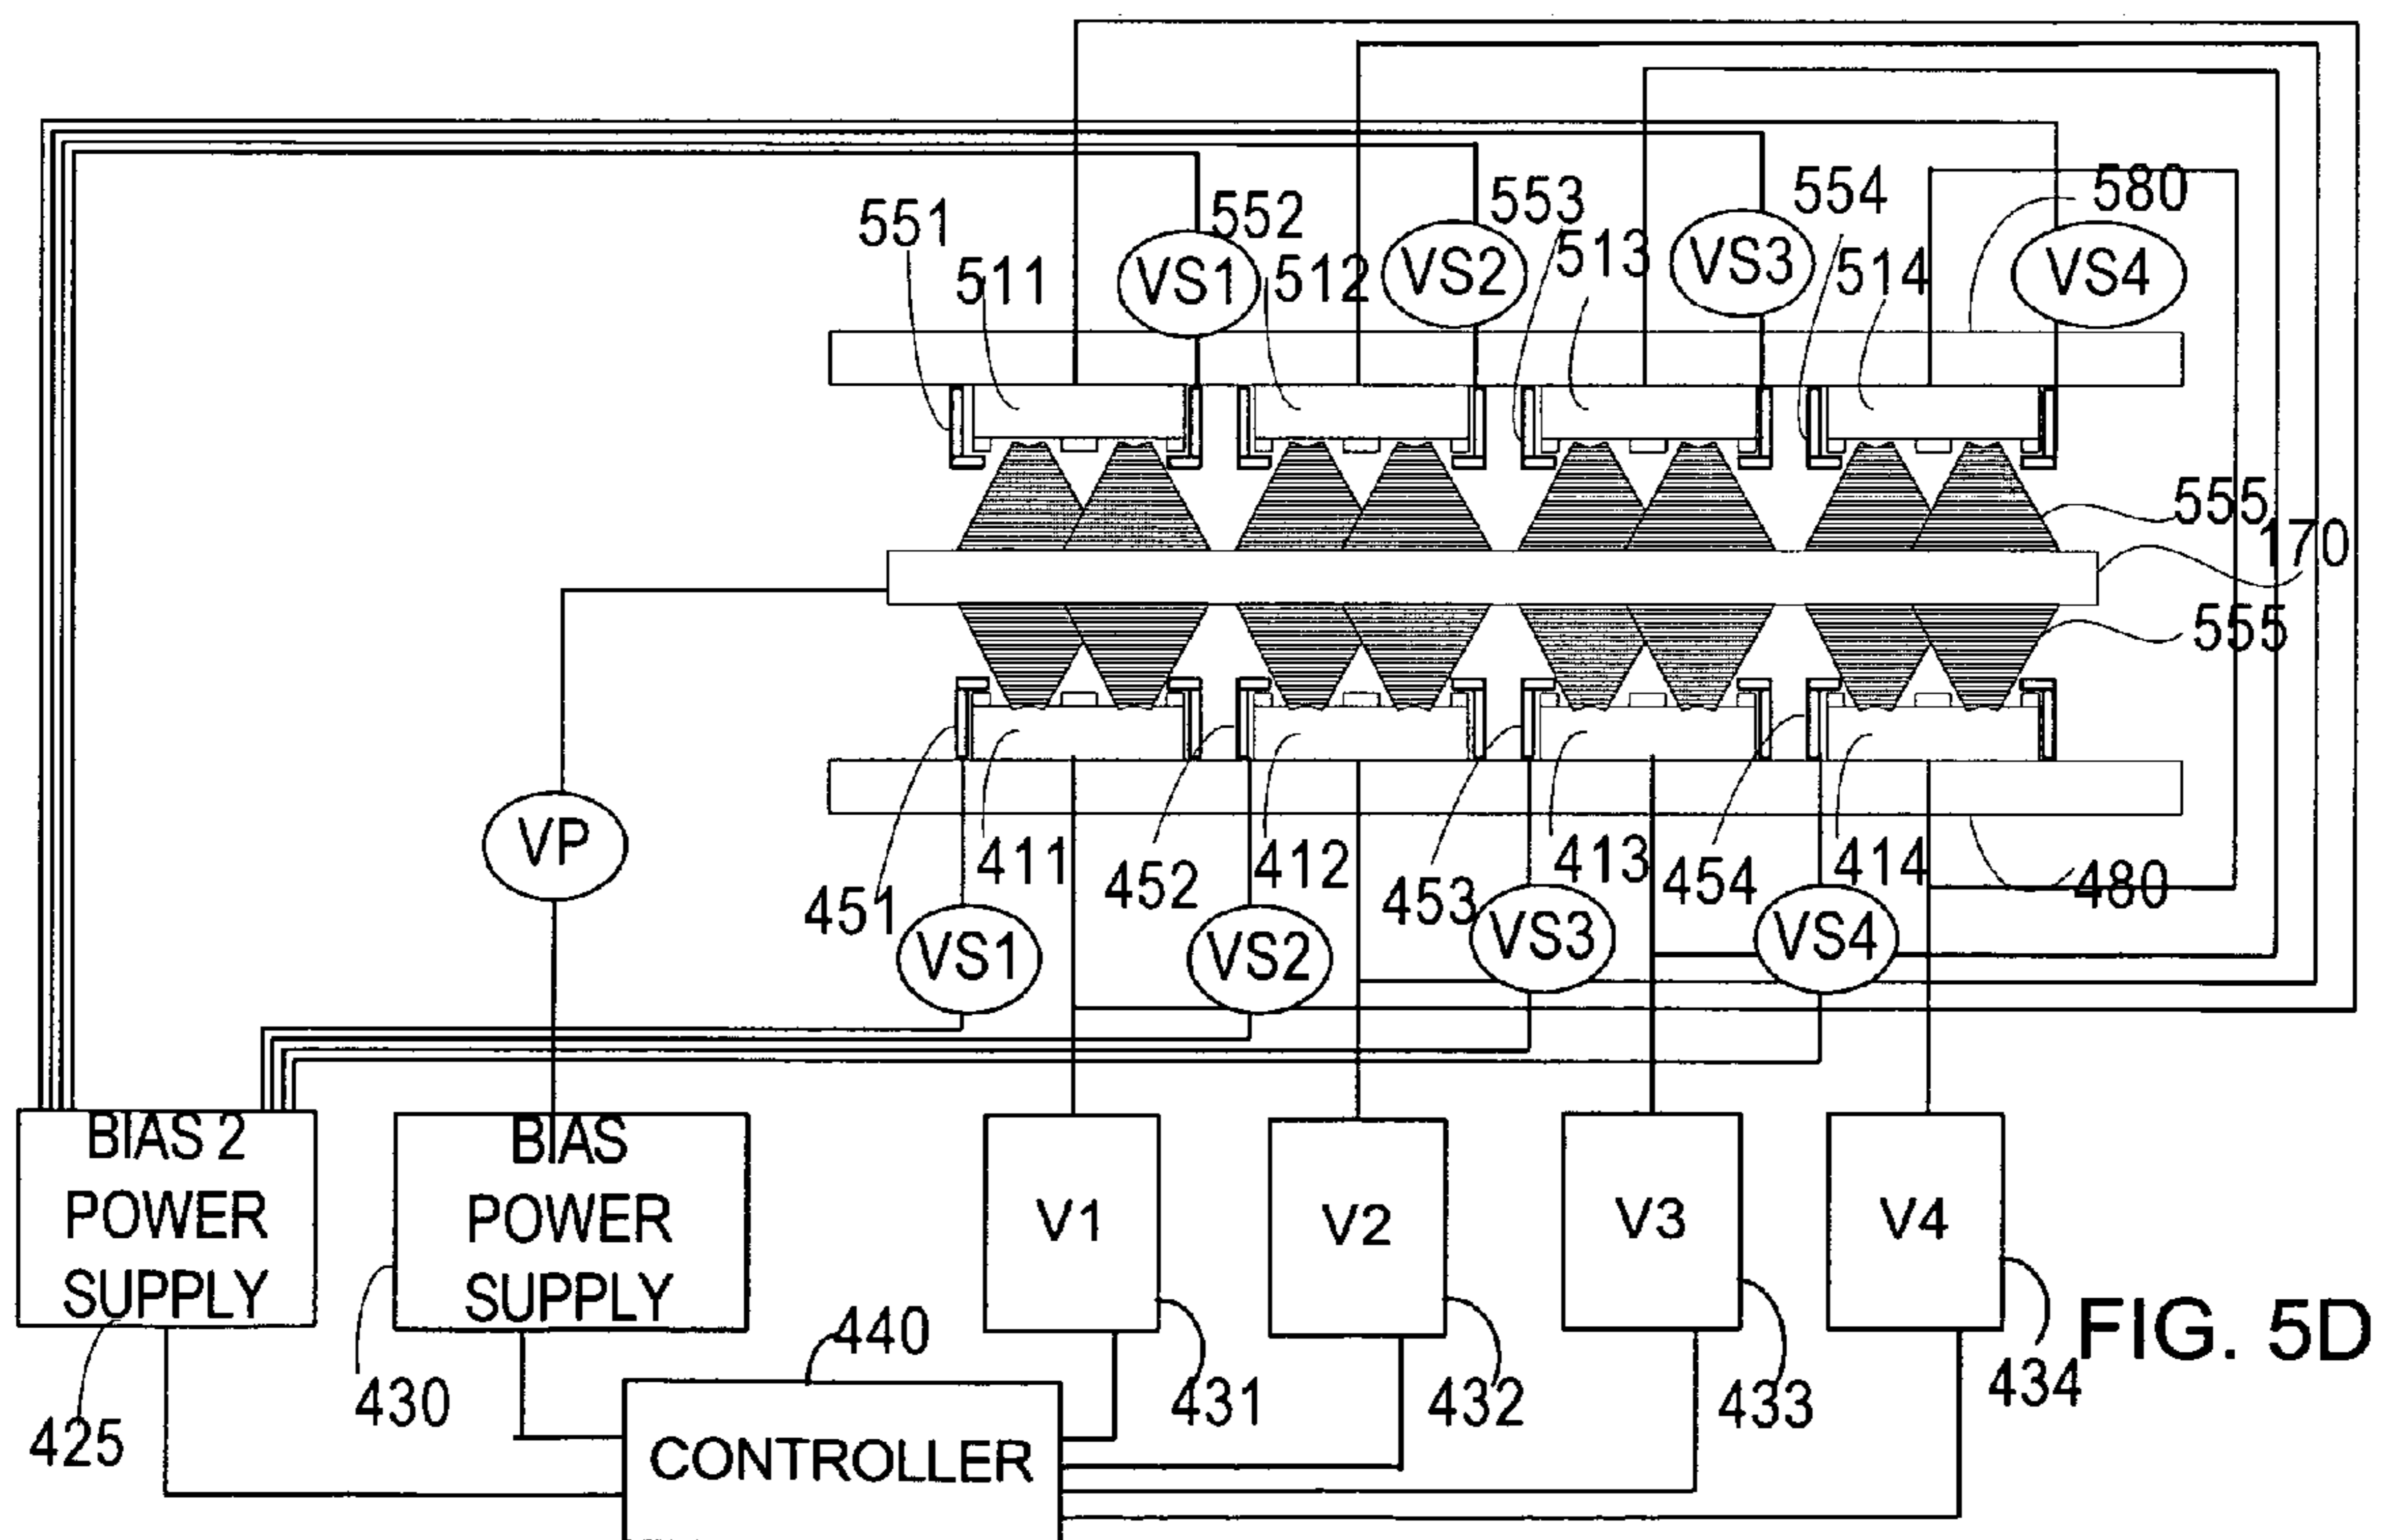 580
554
553
552
551
513
VS3
VS2
VS4
514
VS1
512
511
555
170
555
VP
411
412
413
414
451
452
453
454
480
VS1
VS2
VS3
VS4
BIAS 2
POWER
SUPPLY
BIAS
POWER
SUPPLY
V1
V2
V3
V4
FIG. 5D
440
425
430
431
432
433
434
CONTROLLER